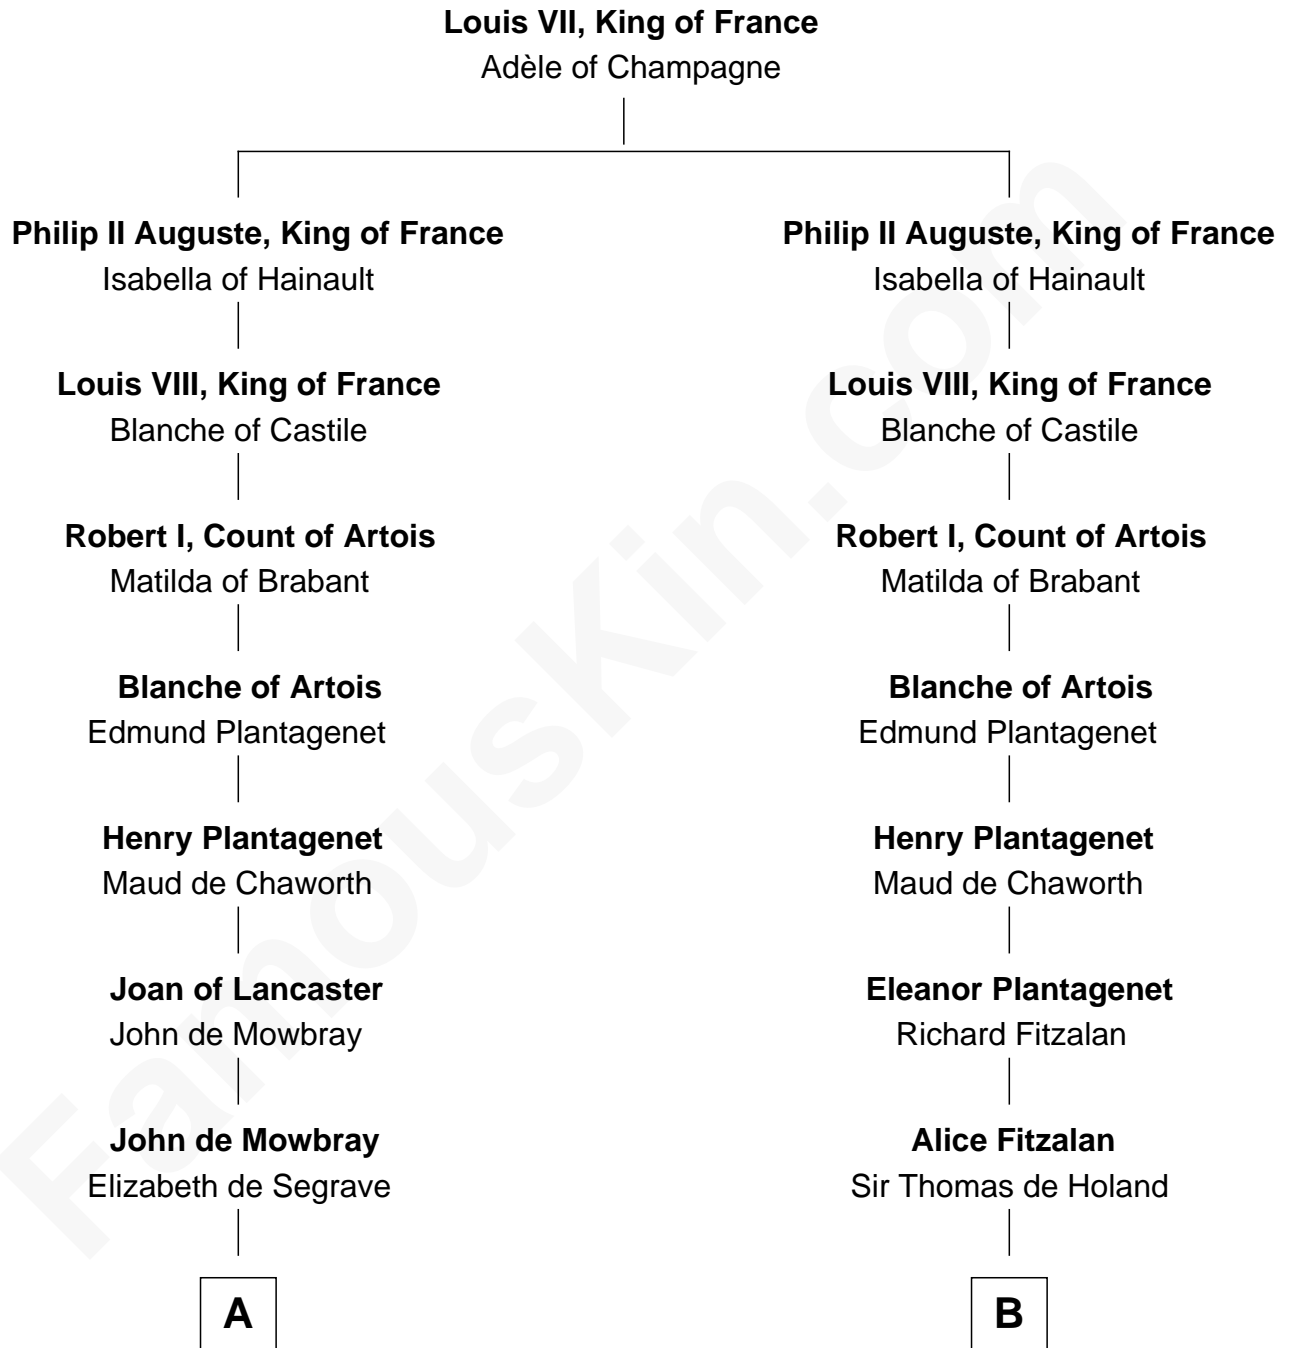 Louis VII, King of France
Adèle of Champagne
Philip II Auguste, King of France
Isabella of Hainault
Philip II Auguste, King of France
Isabella of Hainault
Louis VIII, King of France
Blanche of Castile
Louis VIII, King of France
Blanche of Castile
Robert I, Count of Artois
Matilda of Brabant
Robert I, Count of Artois
Matilda of Brabant
Blanche of Artois
Edmund Plantagenet
Blanche of Artois
Edmund Plantagenet
Henry Plantagenet
Maud de Chaworth
Henry Plantagenet
Maud de Chaworth
Joan of Lancaster
John de Mowbray
Eleanor Plantagenet
Richard Fitzalan
John de Mowbray
Elizabeth de Segrave
Alice Fitzalan
Sir Thomas de Holand
A
B
FamousKin.com